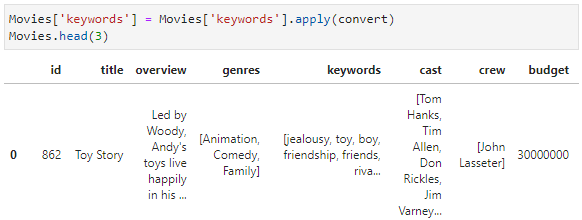 Movies['keywords'] = Movies['keywords'].apply(convert)
Movies.head(3)
id title overview genres keywords cast crew budget
0 862 Toy Story
Led by
Woody,
Andy's
toys live
happily
in his ...
[Animation,
Comedy,
Family]
[jealousy, toy, boy,
friendship, friends,
riva...
[Tom
Hanks,
Tim
Allen,
Don
Rickles,
Jim
Varney...
[John
Lasseter]
30000000